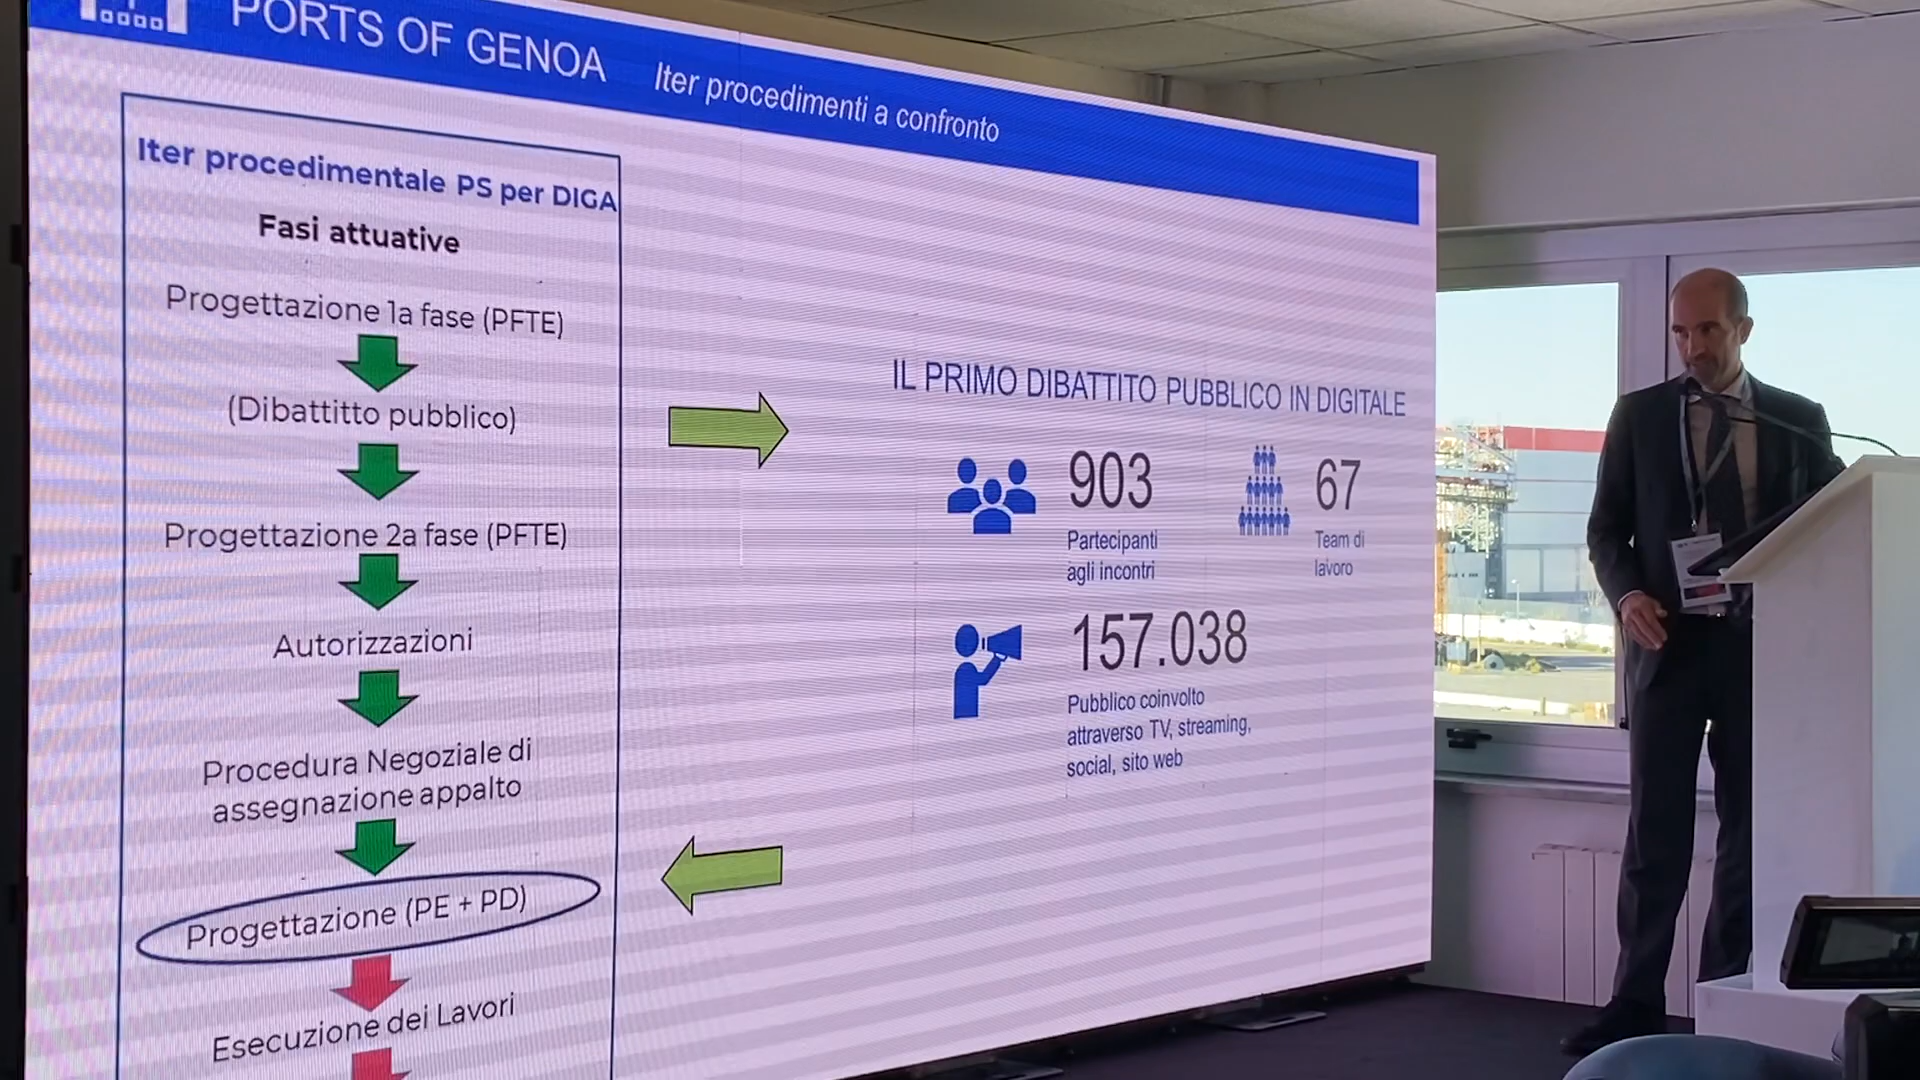 PORTS OF GENOA
Iter procedimenti a confronto
Iter procedimentale PS per DIGA
Fasi attuative
Progettazione 1a fase (PFTE)
(Dibattitto pubblico)
Progettazione 2a fase (PFTE)
Autorizzazioni
Procedura Negoziale di
assegnazione appalto
Progettazione (PE + PD)
Esecuzione dei Lavori
IL PRIMO DIBATTITO PUBBLICO IN DIGITALE
903
Partecipanti
agli incontri
67
Team di
lavoro
157.038
Pubblico coinvolto
attraverso TV, streaming,
social, sito web